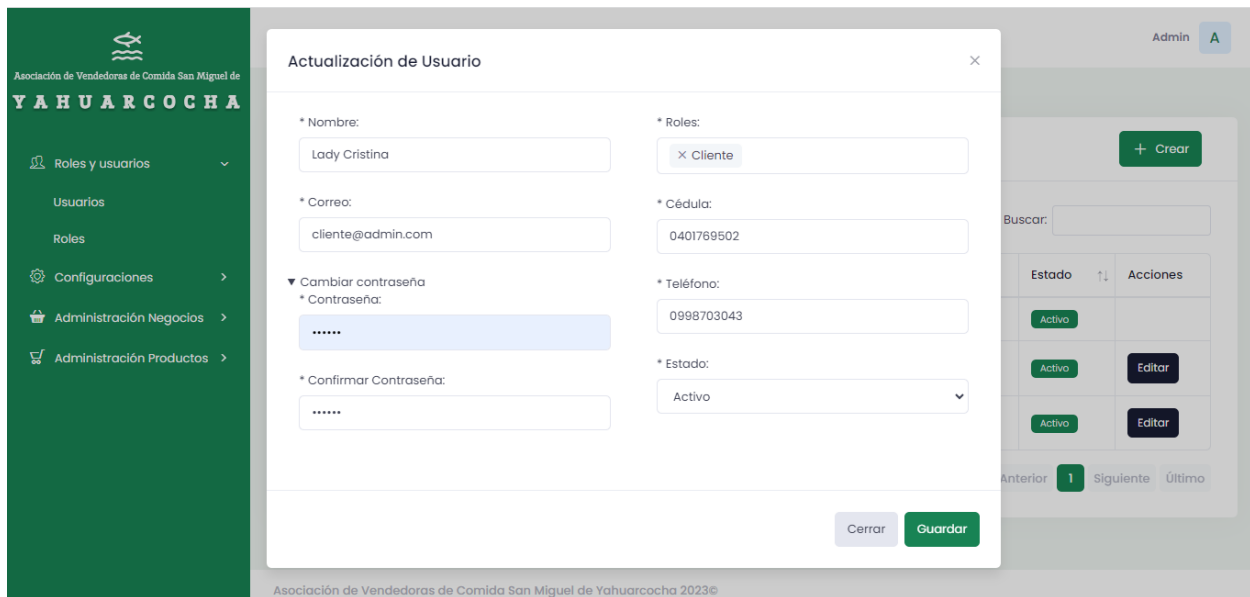 Asociación de Vendedoras de Comida San Miguel de
YAHUARCOCHA
Roles y usuarios
Usuarios
Roles
Configuraciones
Administración Negocios
Administración Productos
Admin A
Actualización de Usuario
* Nombre:
Lady Cristina
* Correo:
cliente@admin.com
Cambiar contraseña
* Contraseña:
••••••
* Confirmar Contraseña:
••••••
* Roles:
× Cliente
* Cédula:
0401769502
* Teléfono:
0998703043
* Estado:
Activo
Cerrar
Guardar
+ Crear
Buscar:
Estado Acciones
Activo
Activo Editar
Activo Editar
Anterior 1 Siguiente Último
Asociación de Vendedoras de Comida San Miguel de Yahuarcocha 2023©